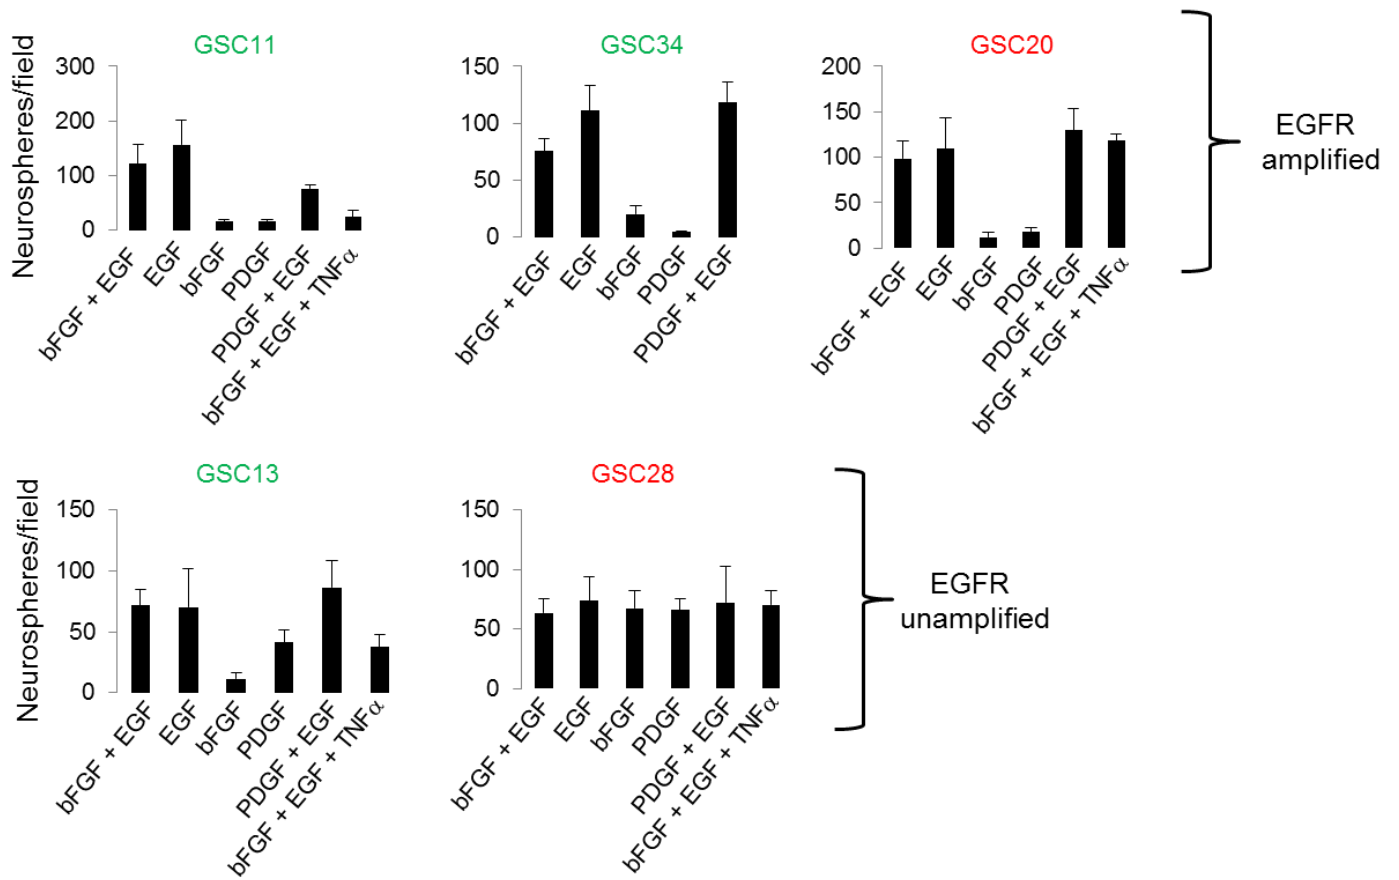 GSC11
Neurospheres/field
300
200
100
0
bFGF + EGF
EGF
bFGF
PDGF
PDGF + EGF
bFGF + EGF + TNFα
GSC34
150
100
50
0
bFGF + EGF
EGF
bFGF
PDGF
PDGF + EGF
GSC20
200
150
100
50
0
bFGF + EGF
EGF
bFGF
PDGF
PDGF + EGF
bFGF + EGF + TNFα
EGFR
amplified
GSC13
Neurospheres/field
150
100
50
0
bFGF + EGF
EGF
bFGF
PDGF
PDGF + EGF
bFGF + EGF + TNFα
GSC28
150
100
50
0
bFGF + EGF
EGF
bFGF
PDGF
PDGF + EGF
bFGF + EGF + TNFα
EGFR
unamplified